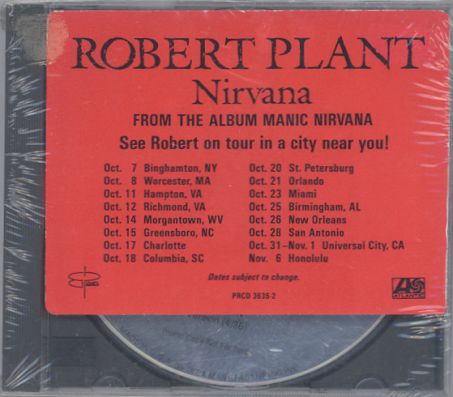 ROBERT PLANT
Nirvana
FROM THE ALBUM MANIC NIRVANA
See Robert on tour in a city near you!
Oct. 7 Binghamton, NY
Oct. 8 Worcester, MA
Oct. 11 Hampton, VA
Oct. 12 Richmond, VA
Oct. 14 Morgantown, WV
Oct. 15 Greensboro, NC
Oct. 17 Charlotte
Oct. 18 Columbia, SC
Oct. 20 St. Petersburg
Oct. 21 Orlando
Oct. 23 Miami
Oct. 25 Birmingham, AL
Oct. 26 New Orleans
Oct. 28 San Antonio
Oct. 31–Nov. 1 Universal City, CA
Nov. 6 Honolulu
Dates subject to change.
PRCD 3635-2
ATLANTIC